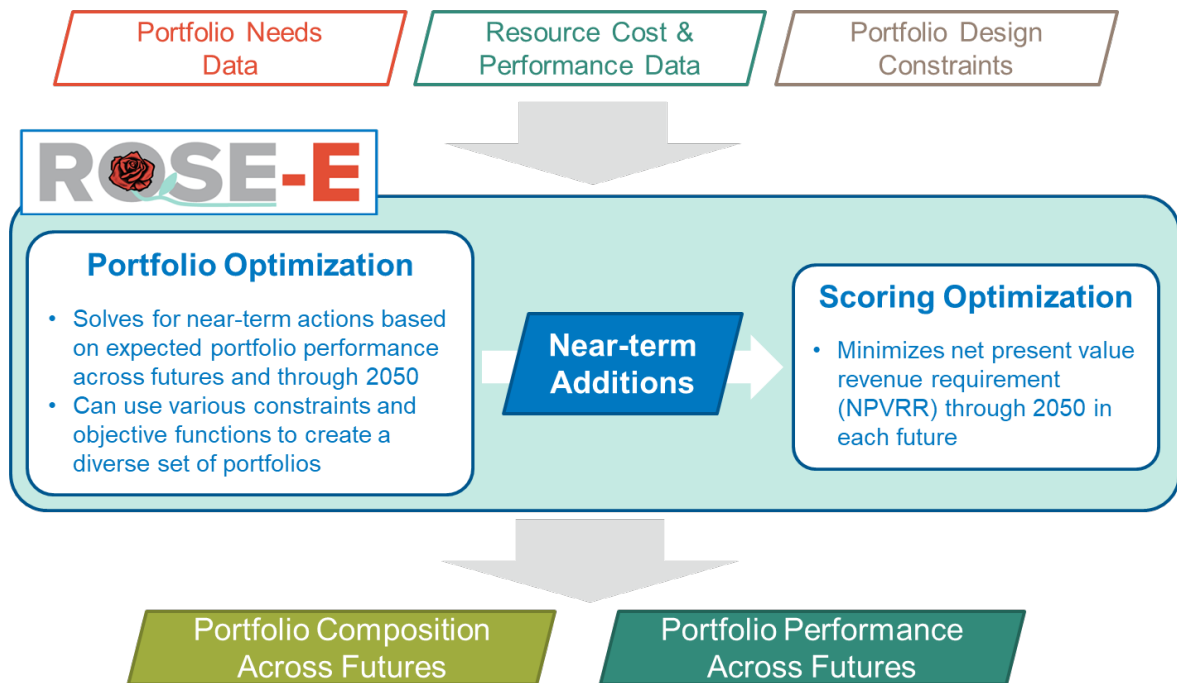 Portfolio Needs
Data
Resource Cost &
Performance Data
Portfolio Design
Constraints
ROSE-E
Portfolio Optimization
• Solves for near-term actions based
on expected portfolio performance
across futures and through 2050
• Can use various constraints and
objective functions to create a
diverse set of portfolios
Near-term
Additions
Scoring Optimization
• Minimizes net present value
revenue requirement
(NPVRR) through 2050 in
each future
Portfolio Composition
Across Futures
Portfolio Performance
Across Futures